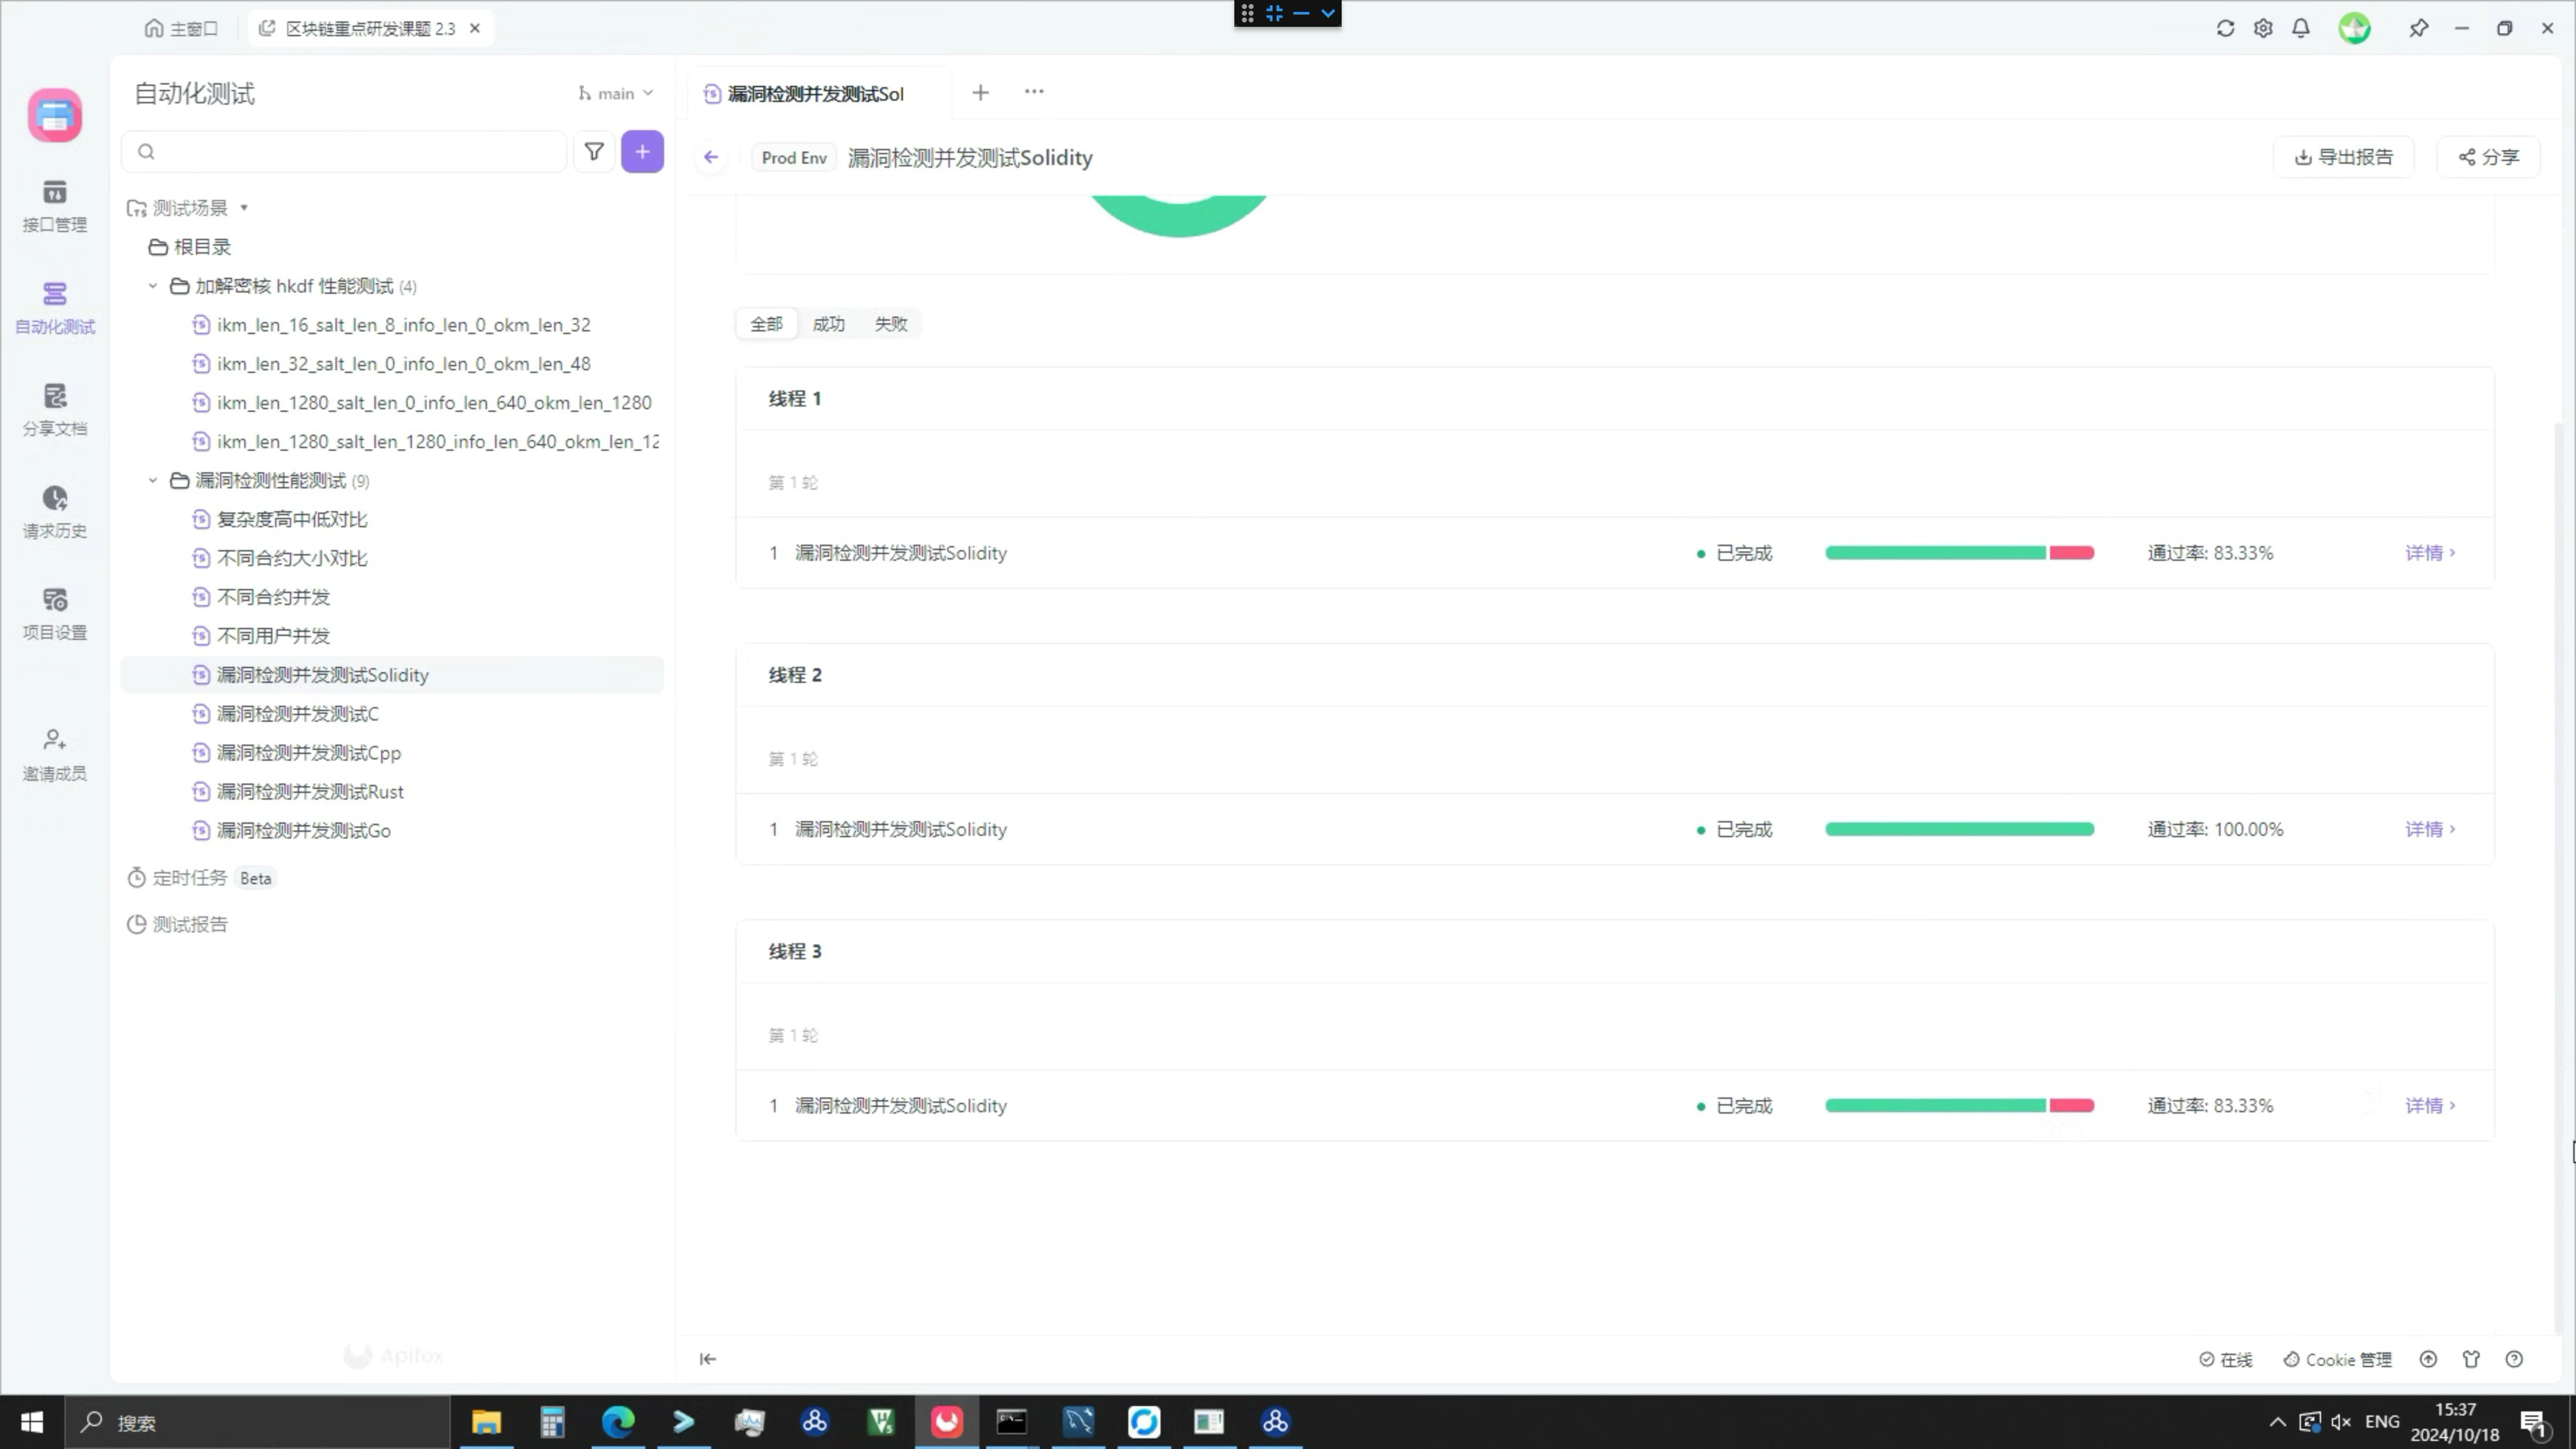 主窗口
区块链重点研发课题 2.3
自动化测试
main
漏洞检测并发测试Sol
Prod Env
漏洞检测并发测试Solidity
导出报告
分享
接口管理
自动化测试
分享文档
请求历史
项目设置
邀请成员
测试场景
根目录
加解密核 hkdf 性能测试 (4)
ikm_len_16_salt_len_8_info_len_0_okm_len_32
ikm_len_32_salt_len_0_info_len_0_okm_len_48
ikm_len_1280_salt_len_0_info_len_640_okm_len_1280
ikm_len_1280_salt_len_1280_info_len_640_okm_len_12
漏洞检测性能测试 (9)
复杂度高中低对比
不同合约大小对比
不同合约并发
不同用户并发
漏洞检测并发测试Solidity
漏洞检测并发测试C
漏洞检测并发测试Cpp
漏洞检测并发测试Rust
漏洞检测并发测试Go
定时任务 Beta
测试报告
Apifox
全部 成功 失败
线程 1
第 1 轮
1 漏洞检测并发测试Solidity 已完成 通过率: 83.33% 详情
线程 2
第 1 轮
1 漏洞检测并发测试Solidity 已完成 通过率: 100.00% 详情
线程 3
第 1 轮
1 漏洞检测并发测试Solidity 已完成 通过率: 83.33% 详情
在线 Cookie 管理
搜索
ENG
15:37
2024/10/18
1